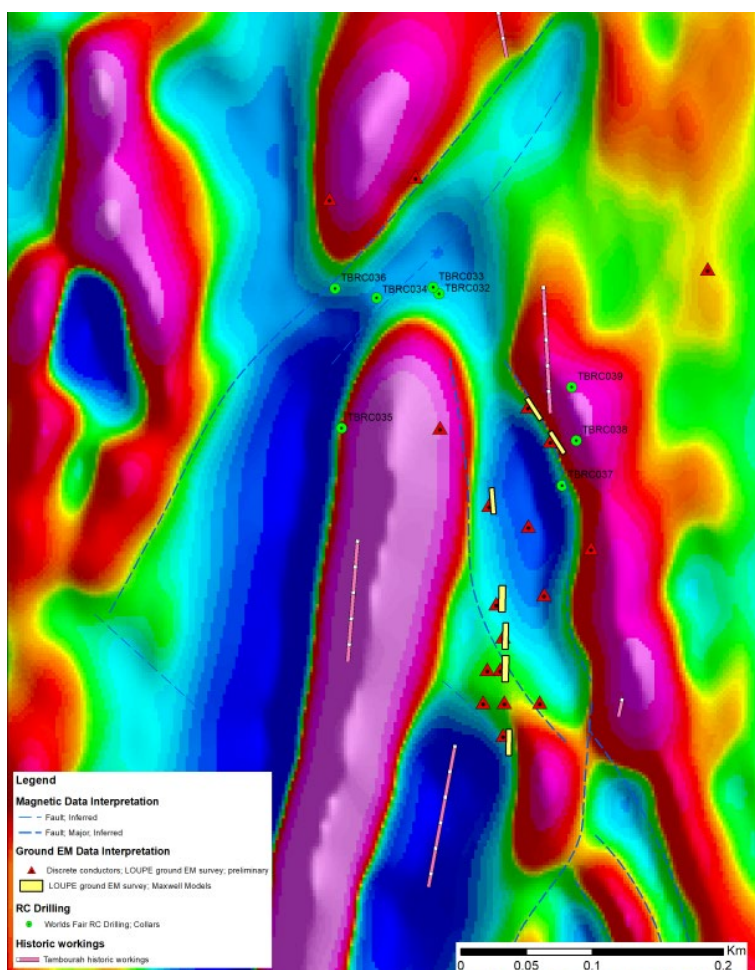 TBRC036
TBRC033
TBRC034
TBRC032
TBRC039
TBRC035
TBRC038
TBRC037
Legend
Magnetic Data Interpretation
Fault; Inferred
Fault; Major, Inferred
Ground EM Data Interpretation
Discrete conductors; LOUPE ground EM survey; preliminary
LOUPE ground EM survey; Maxwell Models
RC Drilling
Worlds Fair RC Drilling; Collars
Historic workings
Tambourah historic workings
Km
0 0.05 0.1 0.2